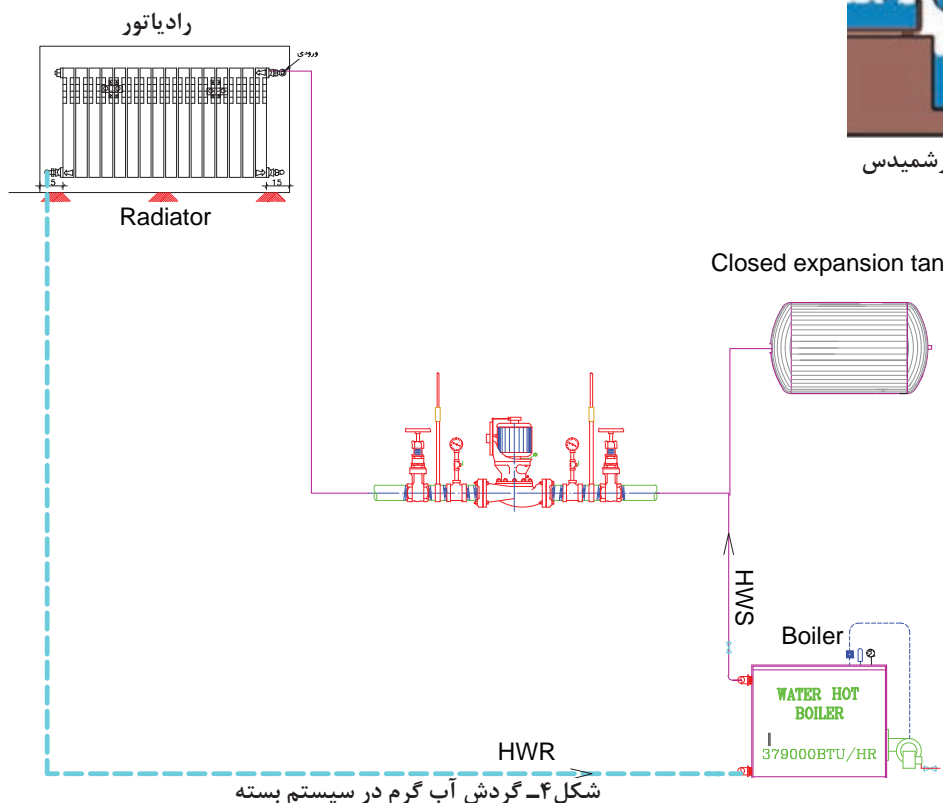 رادیاتور
ورودی
5
15
Radiator
رشمیدس
Closed expansion tan
HWS
Boiler
WATER HOT
BOILER
379000BTU/HR
HWR
شکل۴ـ گردش آب گرم در سیستم بسته